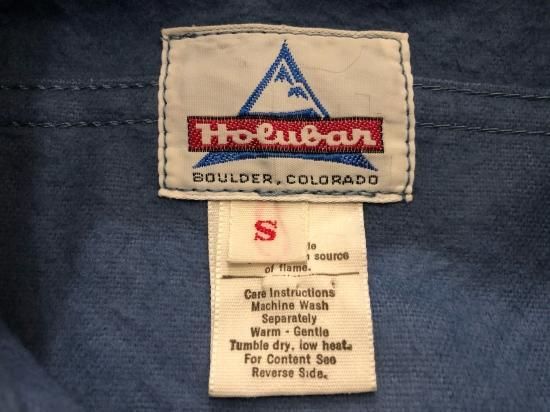 Holubar
BOULDER, COLORADO
S
source
of flame.
Care Instructions
Machine Wash
Separately
Warm - Gentle
Tumble dry, low heat.
For Content See
Reverse Side.